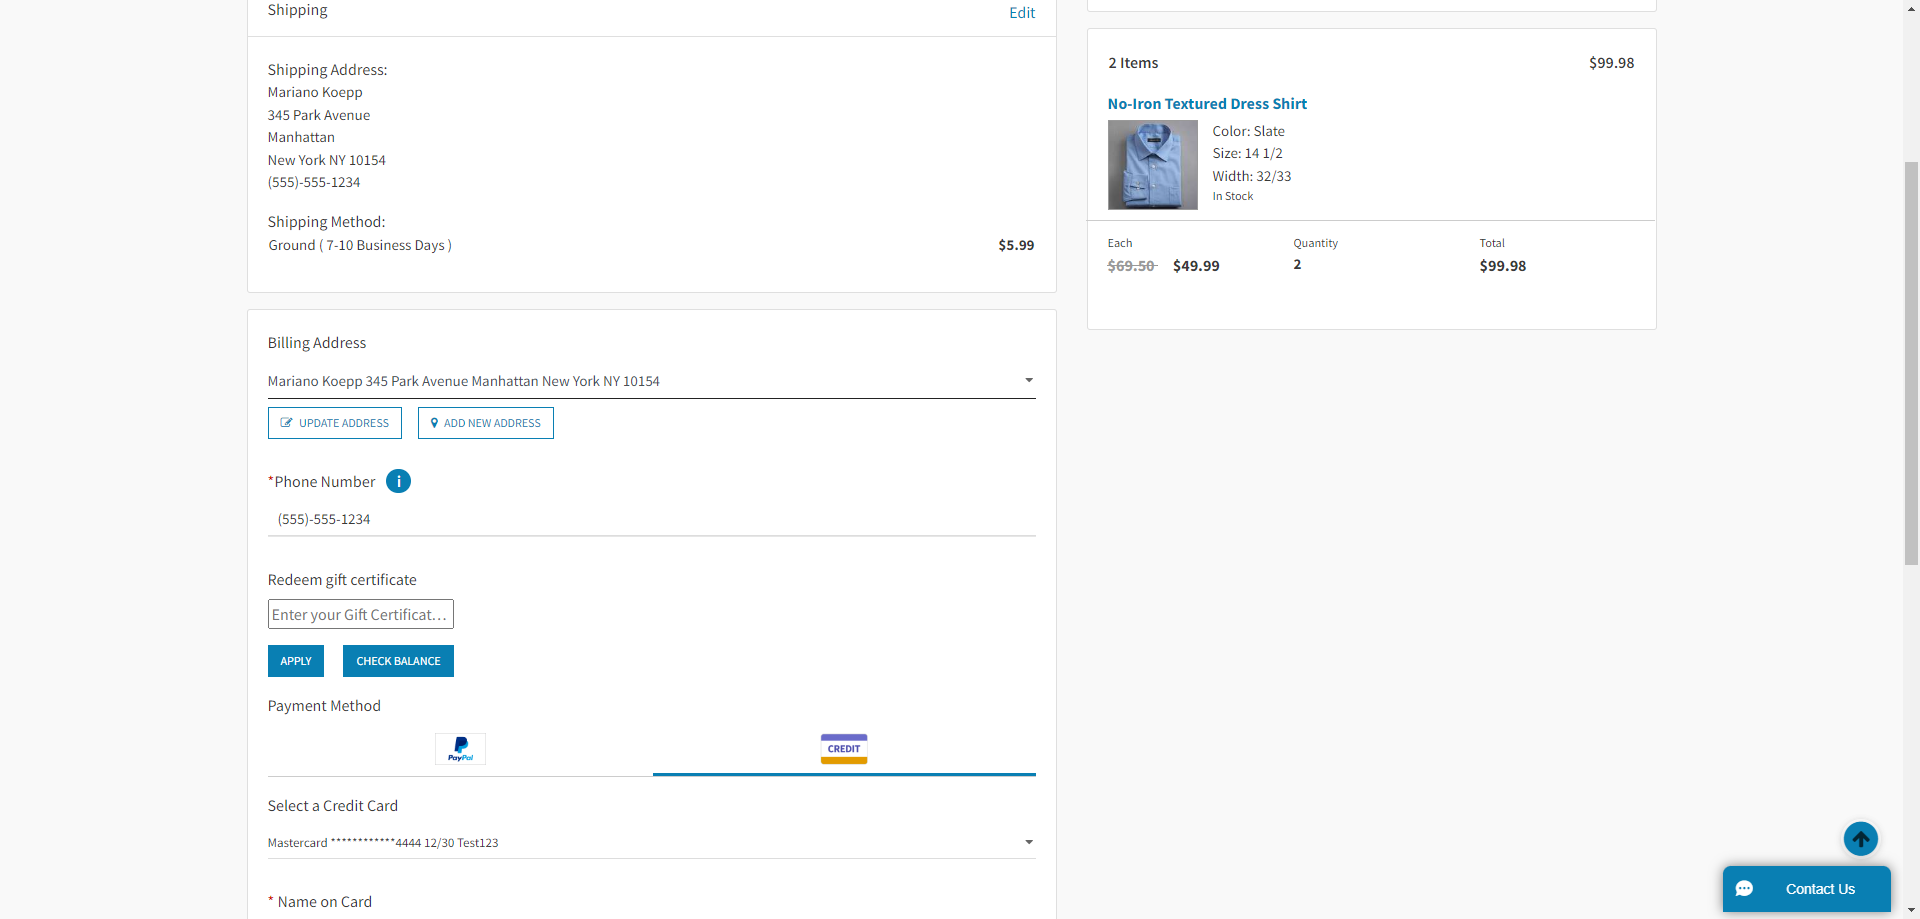 Shipping
Edit
Shipping Address:
Mariano Koepp
345 Park Avenue
Manhattan
New York NY 10154
(555)-555-1234
Shipping Method:
Ground ( 7-10 Business Days )
$5.99
Billing Address
Mariano Koepp 345 Park Avenue Manhattan New York NY 10154
UPDATE ADDRESS
ADD NEW ADDRESS
*Phone Number i
(555)-555-1234
Redeem gift certificate
Enter your Gift Certificat...
APPLY
CHECK BALANCE
Payment Method
PayPal
CREDIT
Select a Credit Card
Mastercard ************4444 12/30 Test123
* Name on Card
2 Items
$99.98
No-Iron Textured Dress Shirt
Color: Slate
Size: 14 1/2
Width: 32/33
In Stock
Each
Quantity
Total
$69.50 $49.99
2
$99.98
Contact Us